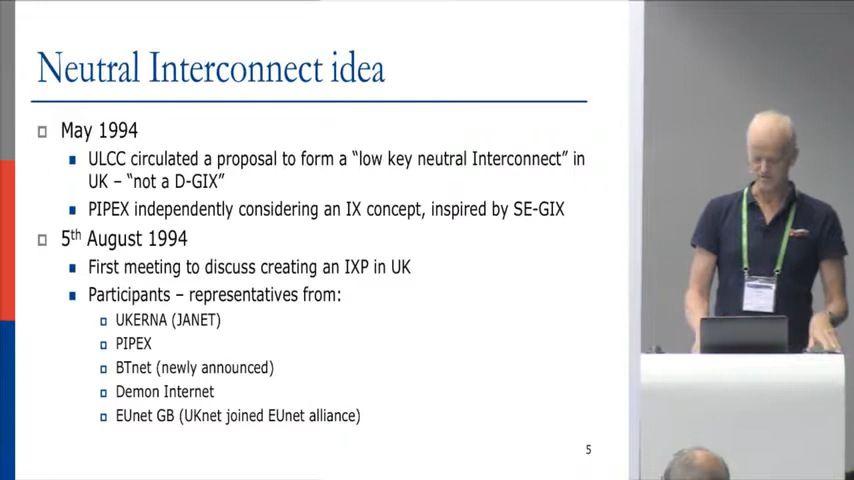 Neutral Interconnect idea
May 1994
ULCC circulated a proposal to form a “low key neutral Interconnect” in
UK – “not a D-GIX”
PIPEX independently considering an IX concept, inspired by SE-GIX
5th August 1994
First meeting to discuss creating an IXP in UK
Participants – representatives from:
UKERNA (JANET)
PIPEX
BTnet (newly announced)
Demon Internet
EUnet GB (UKnet joined EUnet alliance)
5